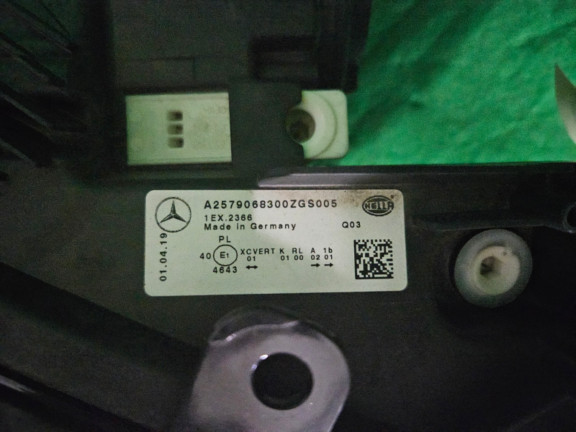 A2579068300ZGS005
HELLA
1EX.2366
Made in Germany
Q03
01.04.19
PL
40 E1 XCVERT K RL A 1b
01 01 00 02 01
4643 ↔ → →